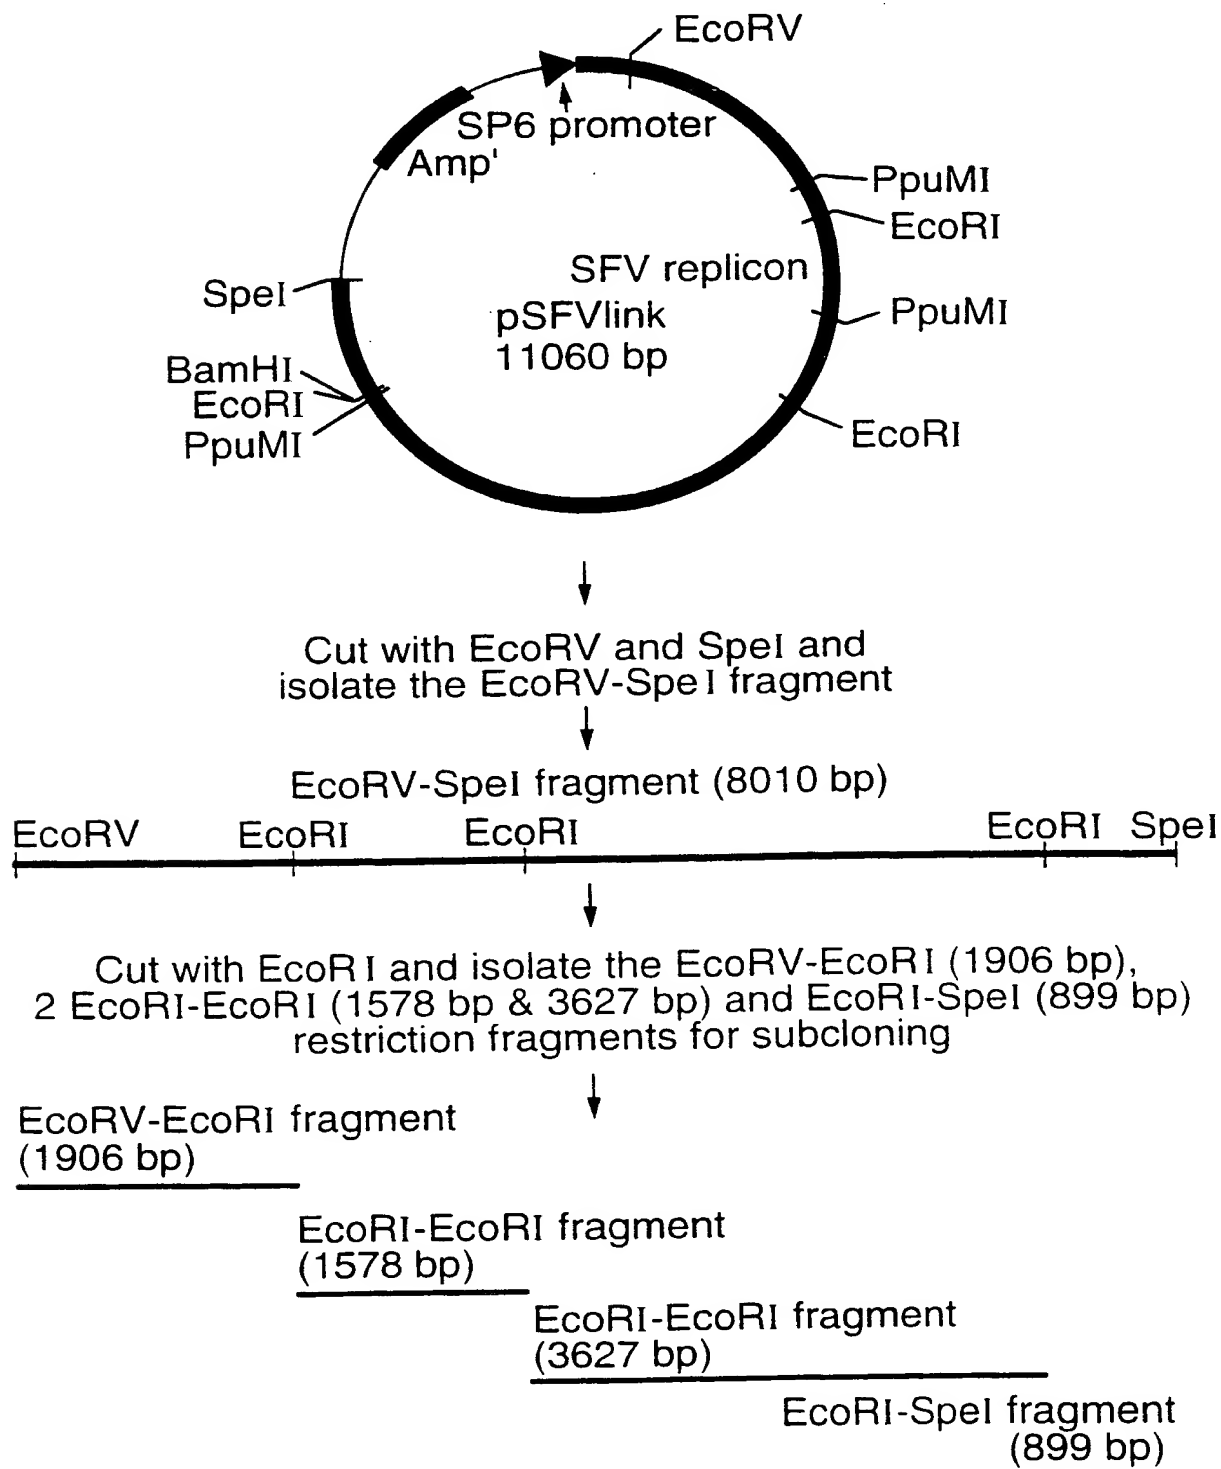 EcoRV
SP6 promoter
Amp'
PpuMI
EcoRI
SFV replicon
SpeI
pSFVlink
PpuMI
11060 bp
BamHI
EcoRI
PpuMI
EcoRI
Cut with EcoRV and SpeI and
isolate the EcoRV-SpeI fragment
EcoRV-SpeI fragment (8010 bp)
EcoRV EcoRI EcoRI EcoRI SpeI
Cut with EcoRI and isolate the EcoRV-EcoRI (1906 bp),
2 EcoRI-EcoRI (1578 bp & 3627 bp) and EcoRI-SpeI (899 bp)
restriction fragments for subcloning
EcoRV-EcoRI fragment
(1906 bp)
EcoRI-EcoRI fragment
(1578 bp)
EcoRI-EcoRI fragment
(3627 bp)
EcoRI-SpeI fragment
(899 bp)